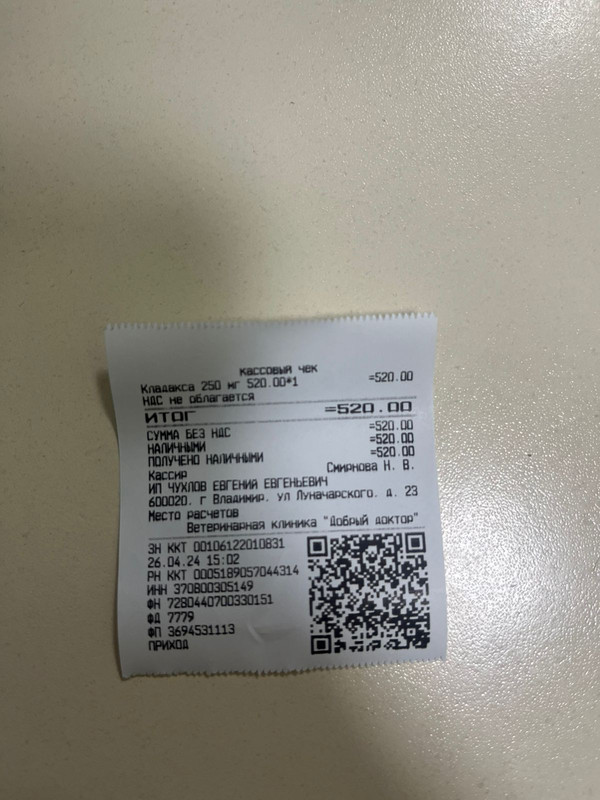 кассовый чек
Кладакса 250 мг 520.00*1 =520.00
НДС не облагается
ИТОГ =520.00
СУММА БЕЗ НДС =520.00
НАЛИЧНЫМИ =520.00
ПОЛУЧЕНО НАЛИЧНЫМИ =520.00
Кассир Смирнова Н. В.
ИП ЧУХЛОВ ЕВГЕНИЙ ЕВГЕНЬЕВИЧ
600020. г Владимир. ул Луначарского. д. 23
Место расчетов
Ветеринарная клиника "Добрый доктор"
ЗН ККТ 00106122010831
26.04.24 15:02
РН ККТ 0005189057044314
ИНН 370800305149
ФН 7280440700330151
ФД 7779
ФП 3694531113
ПРИХОД